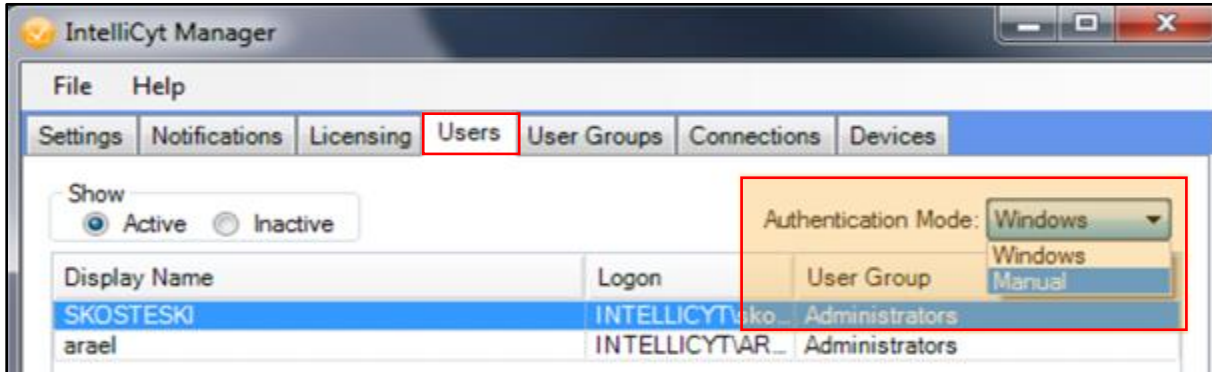 IntelliCyt Manager
File Help
Settings Notifications Licensing Users User Groups Connections Devices
Show
Active Inactive
Authentication Mode: Windows
Windows
Manual
Display Name Logon User Group
SKOSTESKI INTELLICYT\sko... Administrators
arael INTELLICYT\AR... Administrators